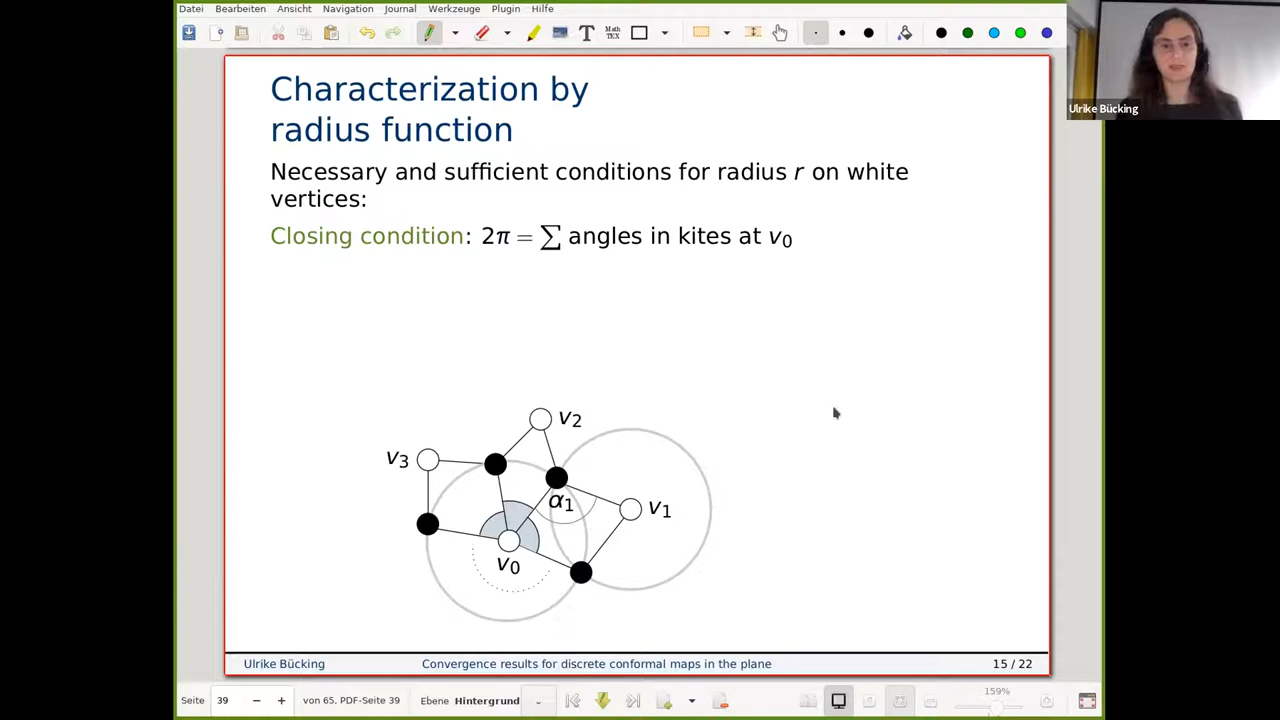 Datei Bearbeiten Ansicht Navigation Journal Werkzeuge Plugin Hilfe
T Math TEX
Ulrike Bücking
Characterization by
radius function
Necessary and sufficient conditions for radius r on white
vertices:
Closing condition: 2π = ∑ angles in kites at v₀
v₂
v₃
α₁
v₁
v₀
Ulrike Bücking Convergence results for discrete conformal maps in the plane 15 / 22
Seite 39 von 65, PDF-Seite 39 Ebene Hintergrund 159%